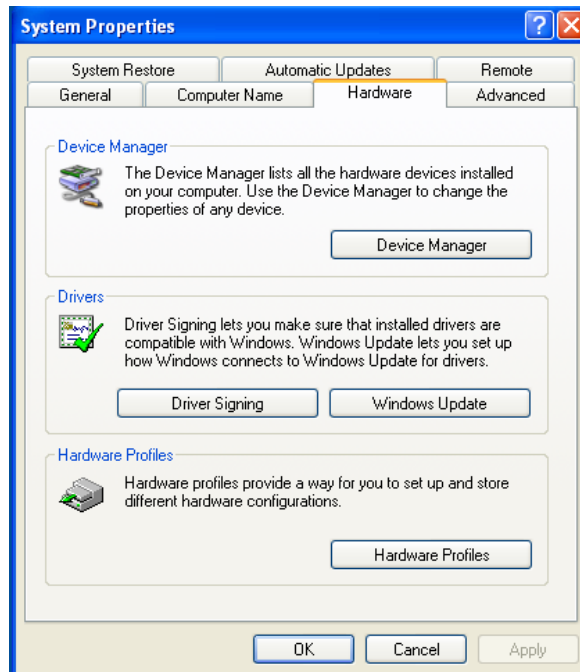 System Properties
System Restore Automatic Updates Remote
General Computer Name Hardware Advanced
Device Manager
The Device Manager lists all the hardware devices installed
on your computer. Use the Device Manager to change the
properties of any device.
Device Manager
Drivers
Driver Signing lets you make sure that installed drivers are
compatible with Windows. Windows Update lets you set up
how Windows connects to Windows Update for drivers.
Driver Signing Windows Update
Hardware Profiles
Hardware profiles provide a way for you to set up and store
different hardware configurations.
Hardware Profiles
OK Cancel Apply